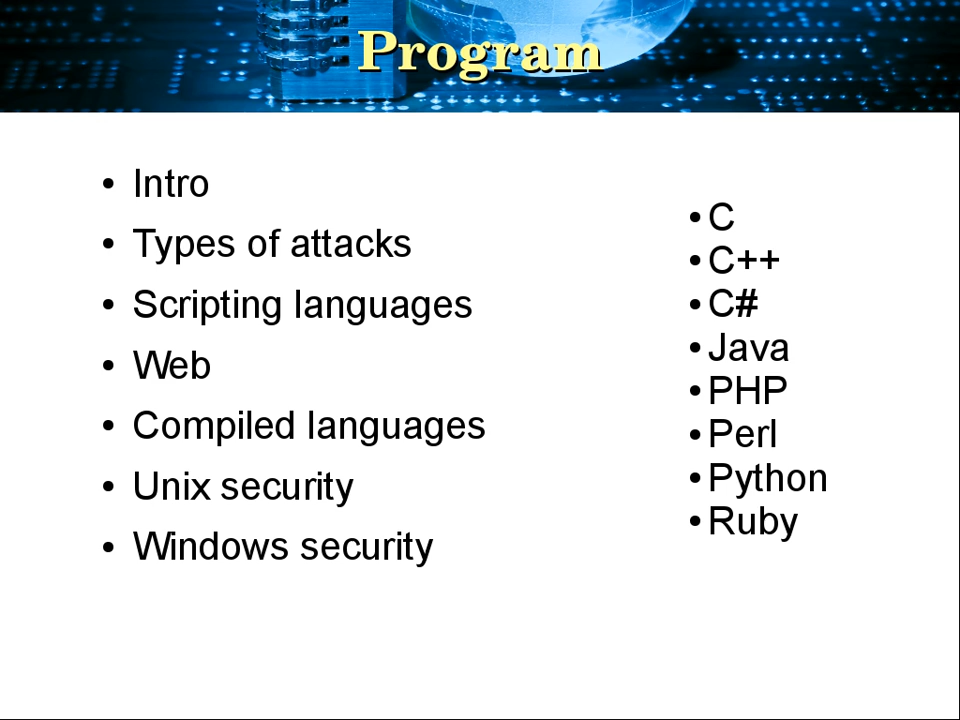 Program
• Intro
• Types of attacks
• Scripting languages
• Web
• Compiled languages
• Unix security
• Windows security
• C
• C++
• C#
• Java
• PHP
• Perl
• Python
• Ruby